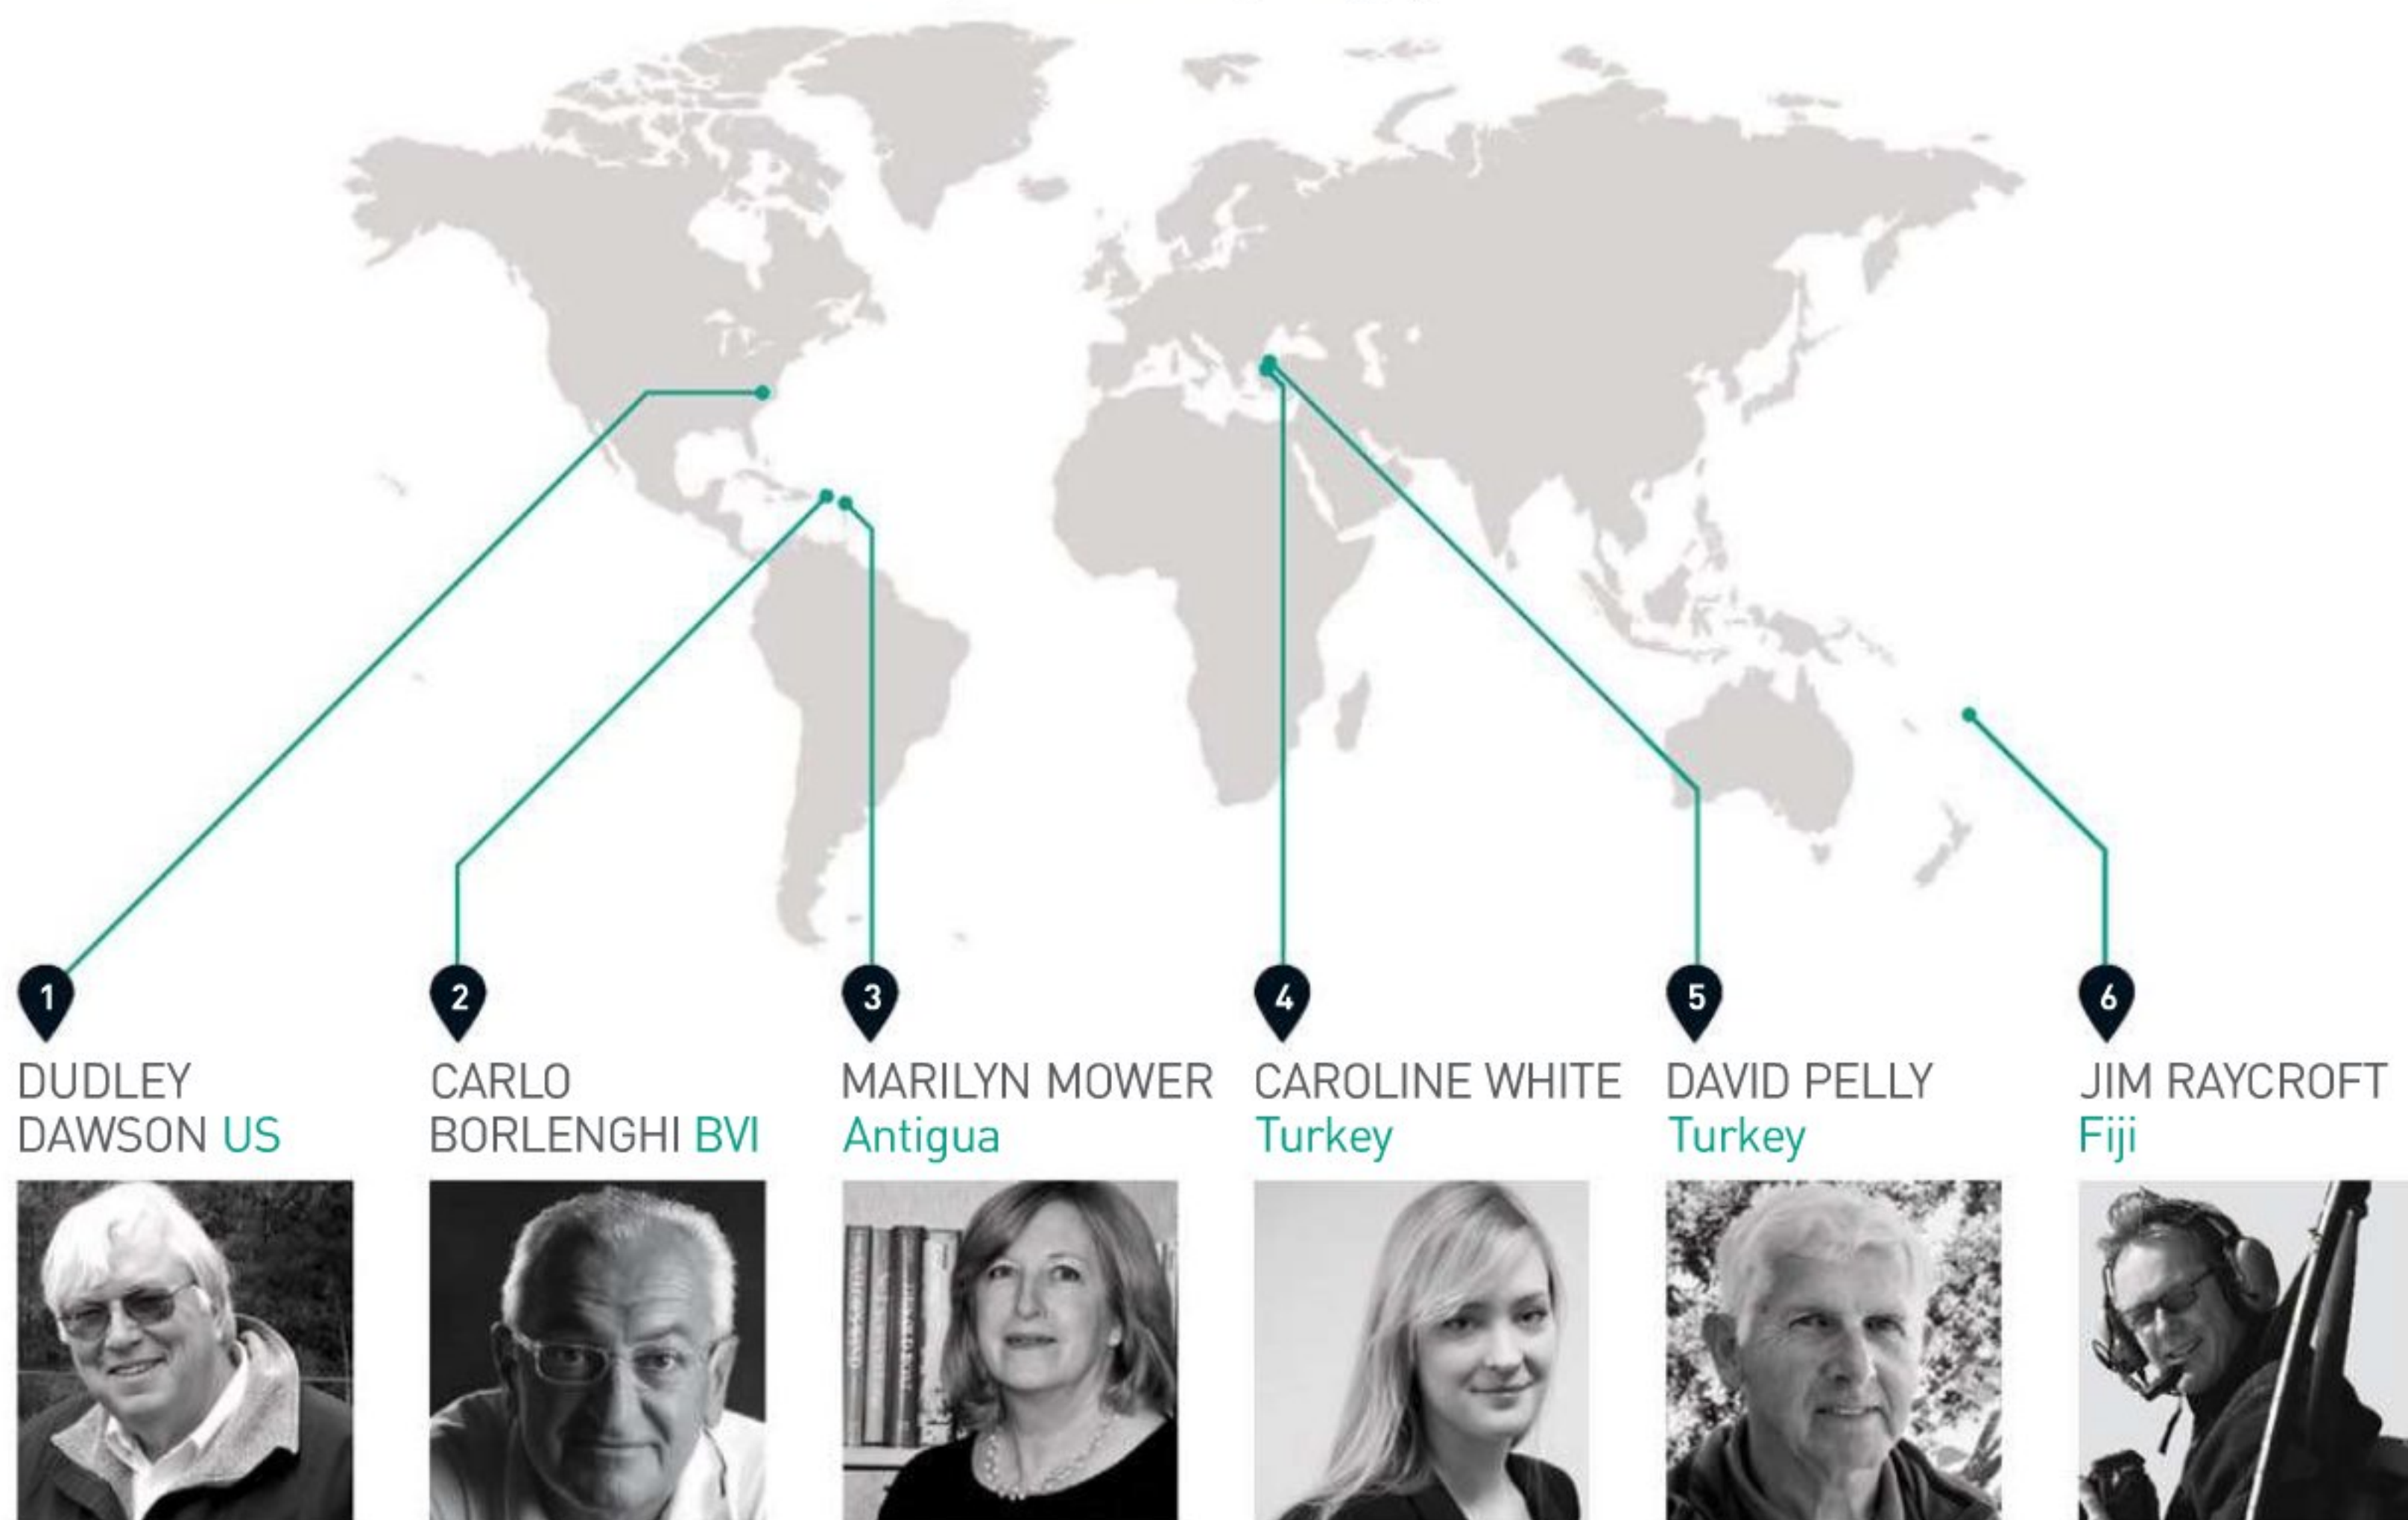 1
2
3
4
5
6
DUDLEY
DAWSON US
CARLO
BORLENGHI BVI
MARILYN MOWER
Antigua
CAROLINE WHITE
Turkey
DAVID PELLY
Turkey
JIM RAYCROFT
Fiji